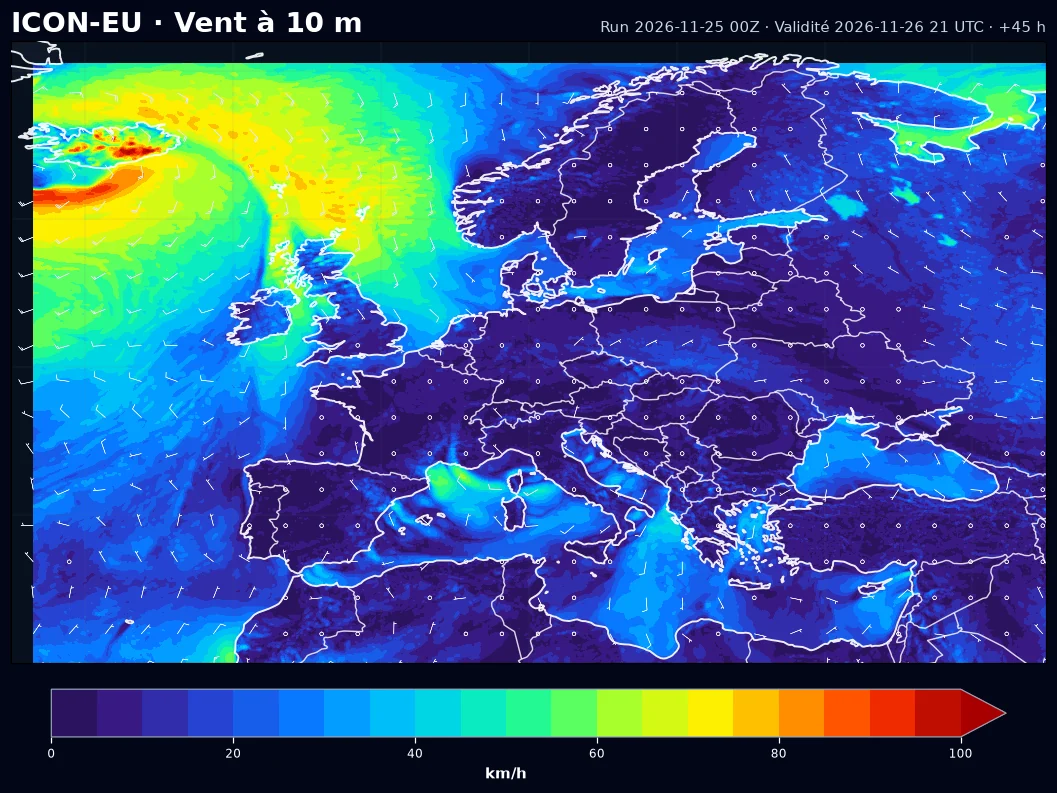 ICON-EU · Vent à 10 m
Run 2026-11-25 00Z · Validité 2026-11-26 21 UTC · +45 h
0 20 40 60 80 100
km/h